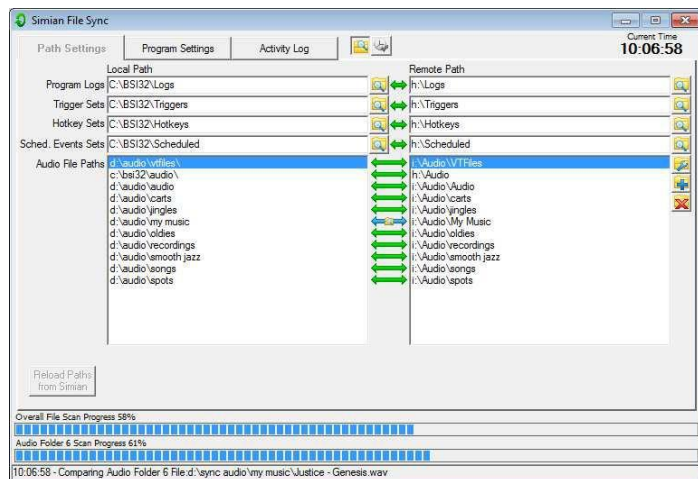 Simian File Sync
Path Settings Program Settings Activity Log Current Time
10:06:58
Local Path Remote Path
Program Logs C:\BSI32\Logs h:\Logs
Trigger Sets C:\BSI32\Triggers h:\Triggers
Hotkey Sets C:\BSI32\Hotkeys h:\Hotkeys
Sched. Events Sets C:\BSI32\Scheduled h:\Scheduled
Audio File Paths d:\audio\vtfiles\ i:\Audio\VTFiles
c:\bsi32\audio\ h:\Audio
d:\audio\audio i:\Audio\Audio
d:\audio\carts i:\Audio\carts
d:\audio\jingles i:\Audio\jingles
d:\audio\my music i:\Audio\My Music
d:\audio\oldies i:\Audio\oldies
d:\audio\recordings i:\Audio\recordings
d:\audio\smooth jazz i:\Audio\smooth jazz
d:\audio\songs i:\Audio\songs
d:\audio\spots i:\Audio\spots
Reload Paths
from Simian
Overall File Scan Progress 58%
Audio Folder 6 Scan Progress 61%
10:06:58 - Comparing Audio Folder 6 File:d:\sync audio\my music\Justice - Genesis.wav